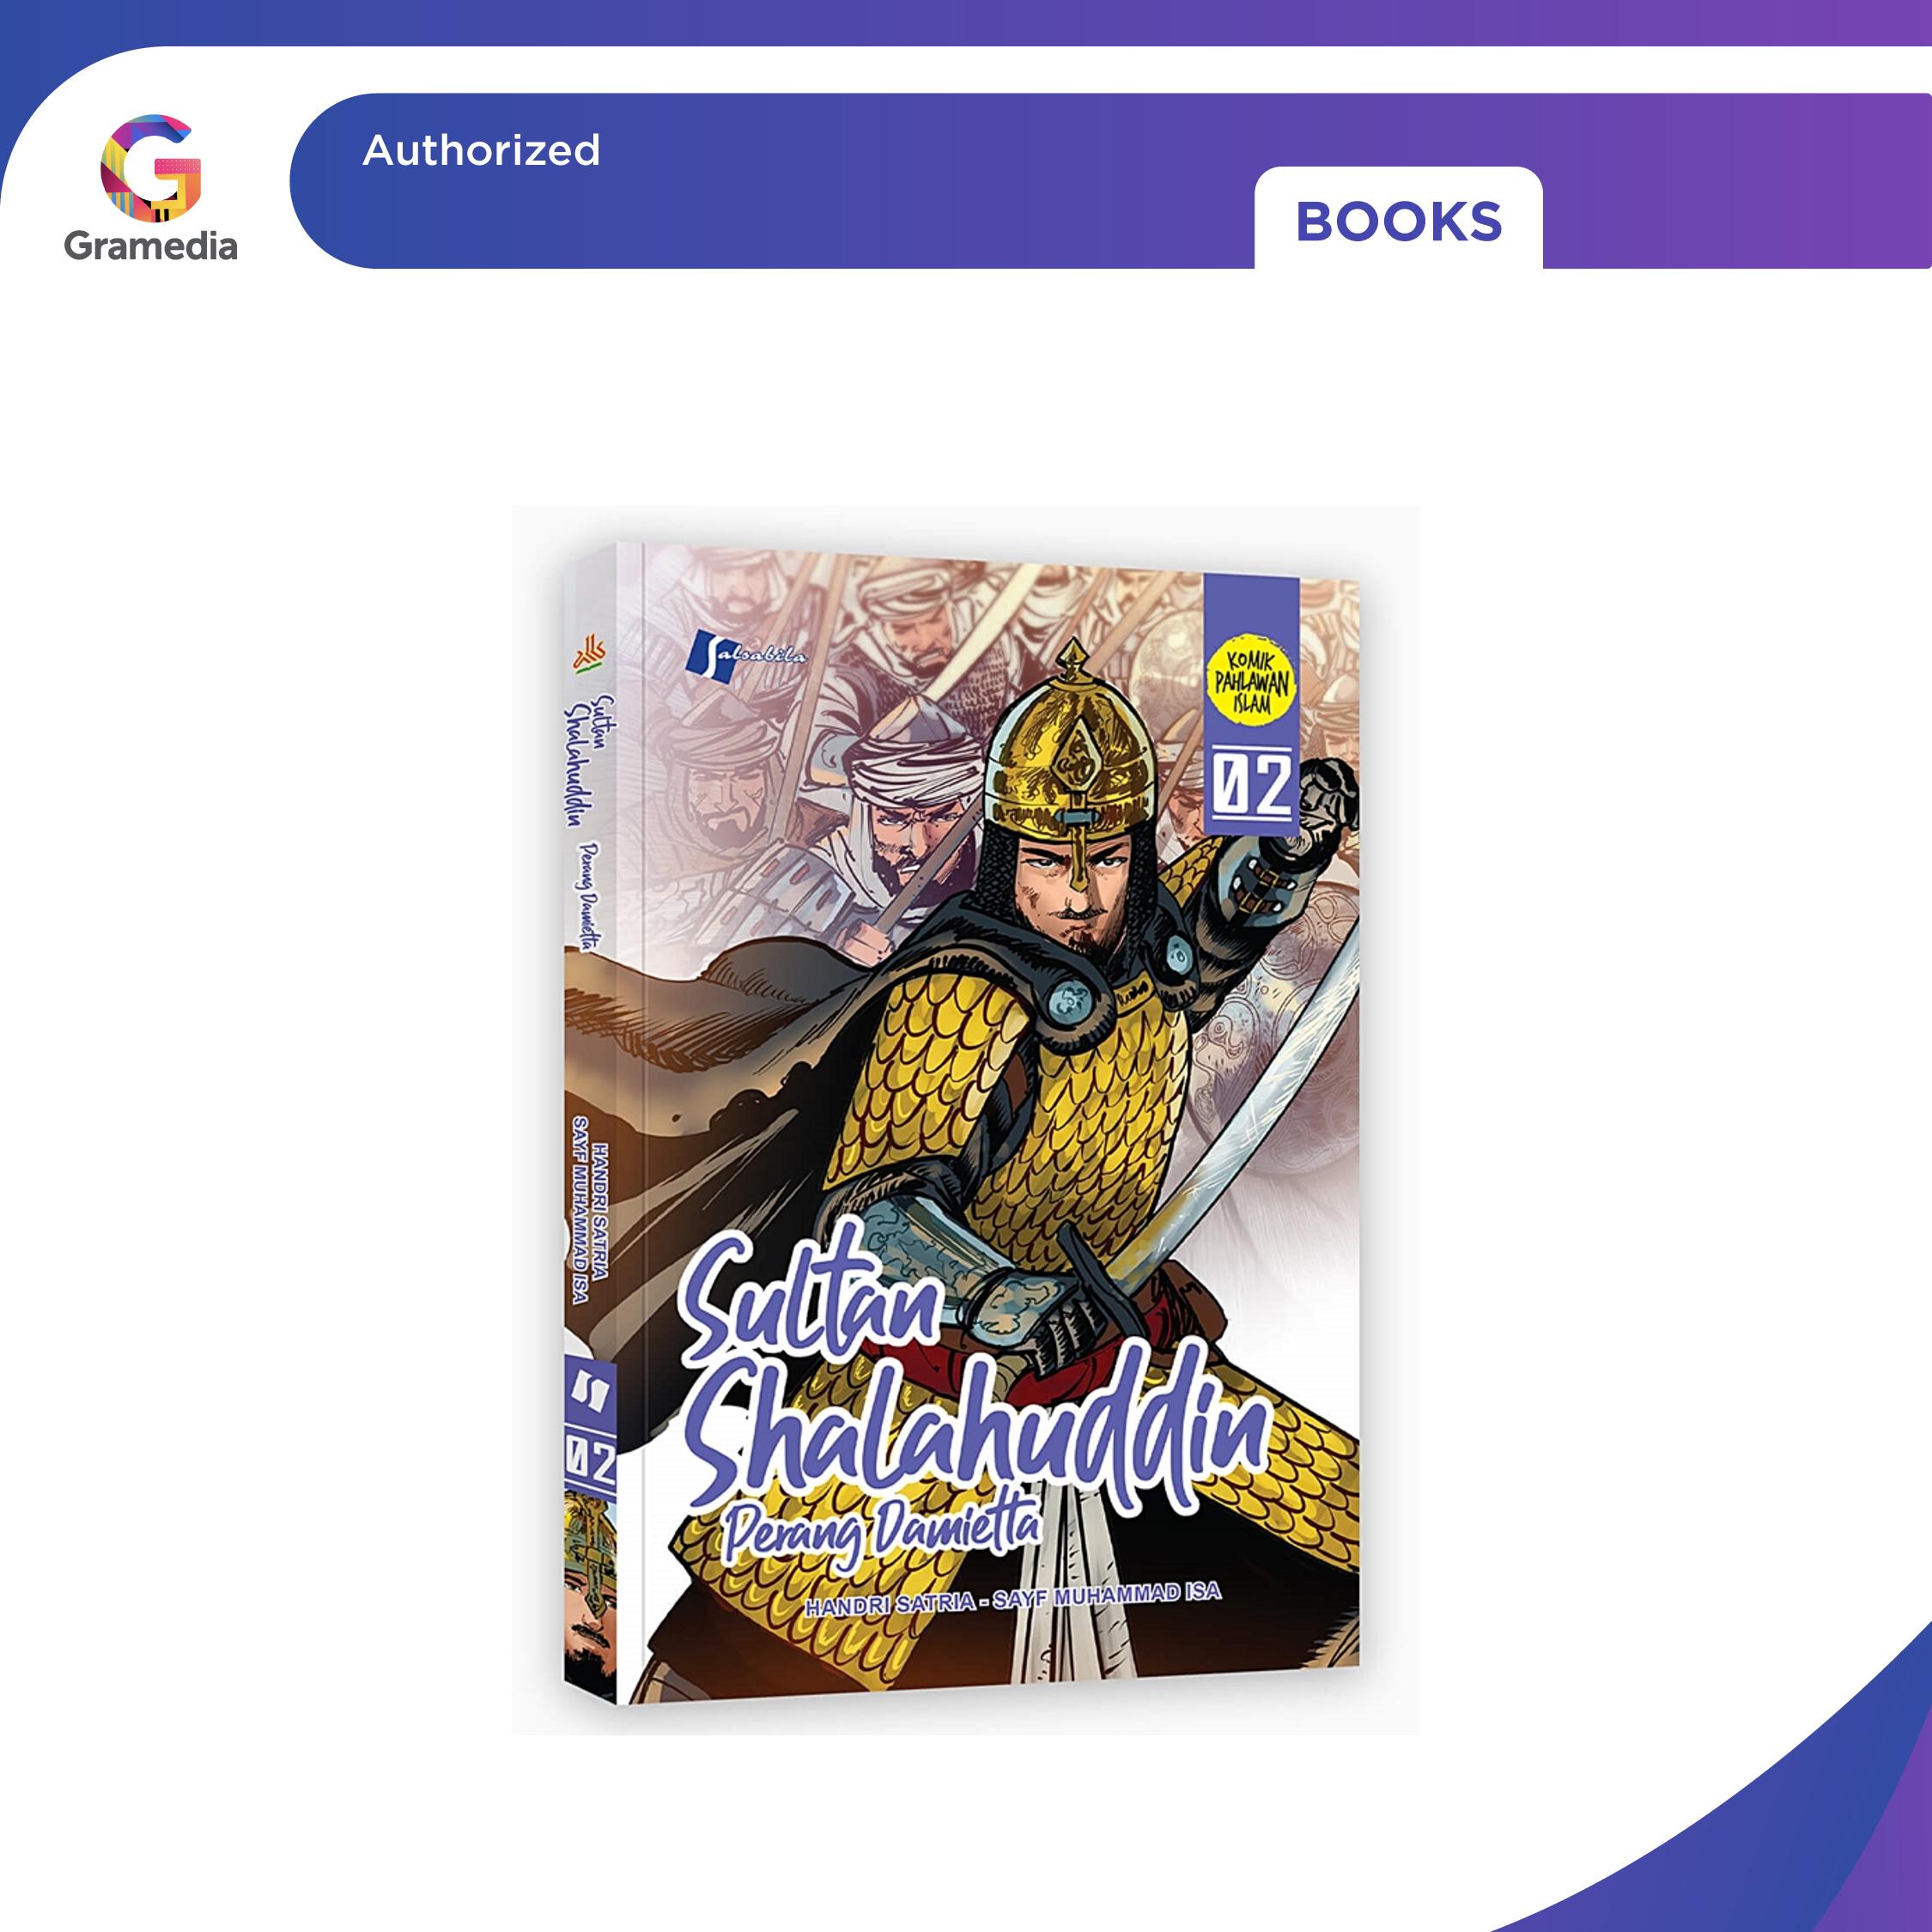 Gramedia
Authorized
BOOKS
Salsabila
KOMIK
PAHLAWAN
ISLAM
02
Sultan
Shalahuddin
Perang Damietta
HANDRI SATRIA - SAYF MUHAMMAD ISA
Sultan
Shalahuddin
Perang Damietta
HANDRI SATRIA
SAYF MUHAMMAD ISA
S
02